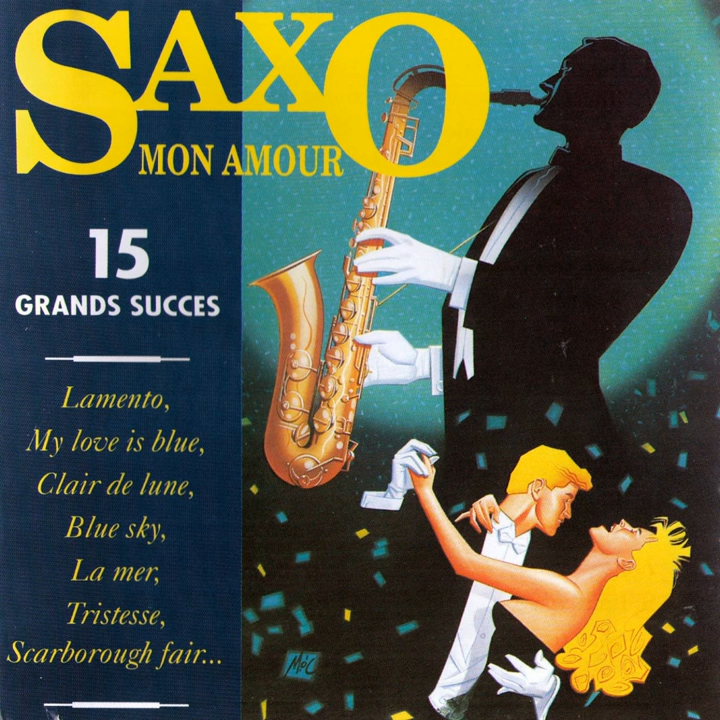 SAXO
MON AMOUR
15
GRANDS SUCCES
Lamento,
My love is blue,
Clair de lune,
Blue sky,
La mer,
Tristesse,
Scarborough fair...